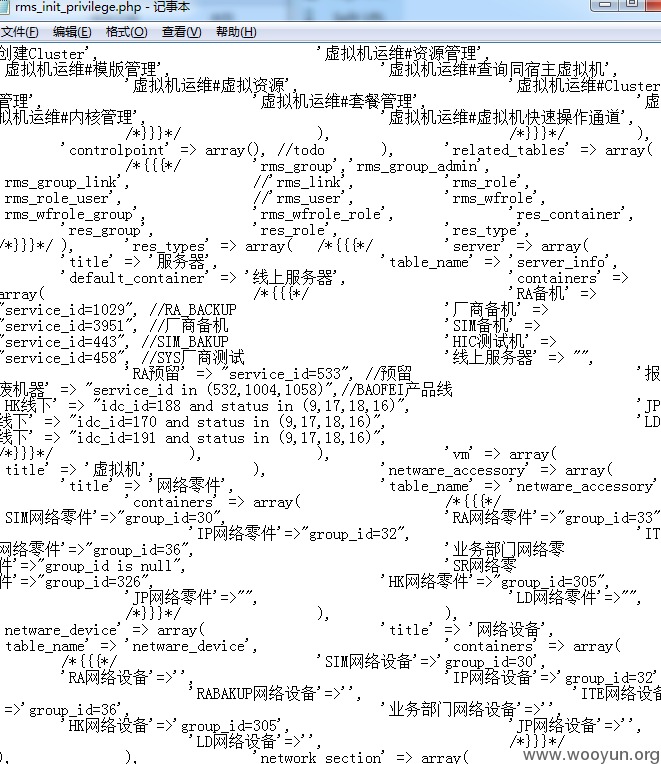 rms_init_privilege.php - 记事本
文件(F) 编辑(E) 格式(O) 查看(V) 帮助(H)
创建Cluster', '虚拟机运维#资源管理',
虚拟机运维#模版管理', '虚拟机运维#查询同宿主虚拟机',
'虚拟机运维#虚拟资源', '虚拟机运维#Cluster
管理', '虚拟机运维#套餐管理', '虚
拟机运维#内核管理', '虚拟机运维#虚拟机快速操作通道',
/*}}}*/ ), /*}}}*/ ),
'controlpoint' => array(), //todo ), 'related_tables' => array(
/*{{{*/ 'rms_group','rms_group_admin',
rms_group_link', //'rms_link', 'rms_role',
rms_role_user', //'rms_user', 'rms_wfrole',
rms_wfrole_group', 'rms_wfrole_role', 'res_container',
'res_group', 'res_role', 'res_type',
/*}}}*/ ), 'res_types' => array( /*{{{*/ 'server' => array(
'title' => '服务器', 'table_name' => 'server_info',
'default_container' => '线上服务器', 'containers' =>
array( /*{{{*/ 'RA备机' =>
"service_id=1029", //RA_BACKUP '厂商备机' =>
"service_id=3951", //厂商备机 'SIM备机' =>
"service_id=443", //SIM_BAKUP 'HIC测试机' =>
"service_id=458", //SYS厂商测试 '线上服务器' => "",
'RA预留' => "service_id=533", //预留 '报
废机器' => "service_id in (532,1004,1058)",//BAOFEI产品线
HK线下' => "idc_id=188 and status in (9,17,18,16)", 'JP
线下' => "idc_id=170 and status in (9,17,18,16)", 'LD
线下' => "idc_id=191 and status in (9,17,18,16)",
/*}}}*/ ), ), 'vm' => array(
title' => '虚拟机', ), 'netware_accessory' => array(
'title' => '网络零件', 'table_name' => 'netware_accessory'
'containers' => array( /*{{{*/
SIM网络零件'=>"group_id=30", 'RA网络零件'=>"group_id=33"
'IP网络零件'=>"group_id=32", 'IT
网络零件'=>"group_id=36", '业务部门网络零
件'=>"group_id is null", 'SR网络零
件'=>"group_id=326", 'HK网络零件'=>"group_id=305",
'JP网络零件'=>"", 'LD网络零件'=>"",
/*}}}*/ ), ),
netware_device' => array( 'title' => '网络设备',
table_name' => 'netware_device', 'containers' => array(
/*{{{*/ 'SIM网络设备'=>'group_id=30',
'RA网络设备'=>'', 'IP网络设备'=>'group_id=32'
'RABAKUP网络设备'=>'', 'ITE网络设备
=>'group_id=36', '业务部门网络设备'=>'',
'HK网络设备'=>'group_id=305', 'JP网络设备'=>'',
'LD网络设备'=>'', /*}}}*/
), ), 'network_section' => array(
www.wooyun.org